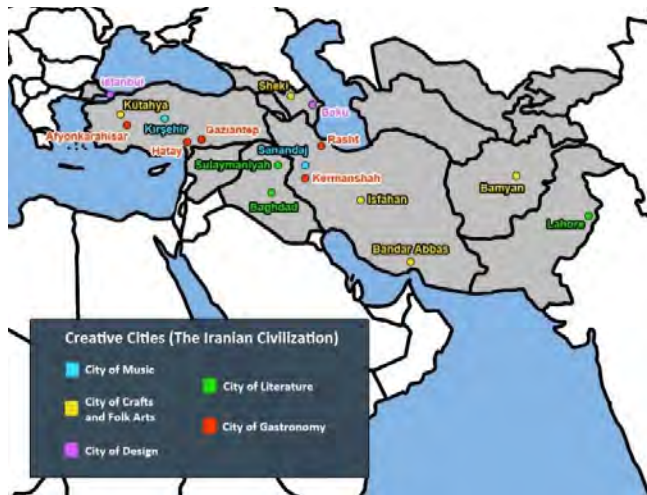 Istanbul
Sheki
Baku
Kütahya
Kırşehir
Gaziantep
Afyonkarahisar
Hatay
Sanandaj
Rasht
Sulaymaniyah
Kermanshah
Bamyan
Baghdad
Isfahan
Lahore
Bandar Abbas
Creative Cities (The Iranian Civilization)
City of Music
City of Literature
City of Crafts
and Folk Arts
City of Gastronomy
City of Design